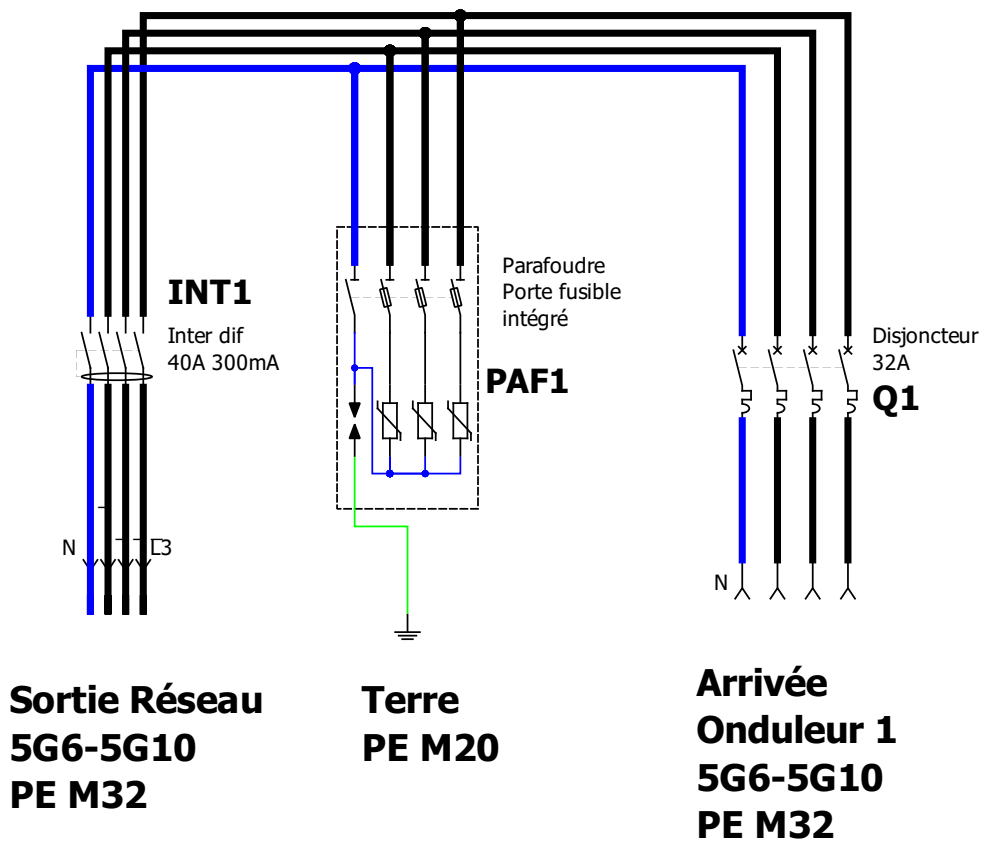 INT1
Inter dif
40A 300mA
Parafoudre
Porte fusible
intégré
PAF1
Disjoncteur
32A
Q1
N
L3
N
Sortie Réseau
5G6-5G10
PE M32
Terre
PE M20
Arrivée
Onduleur 1
5G6-5G10
PE M32